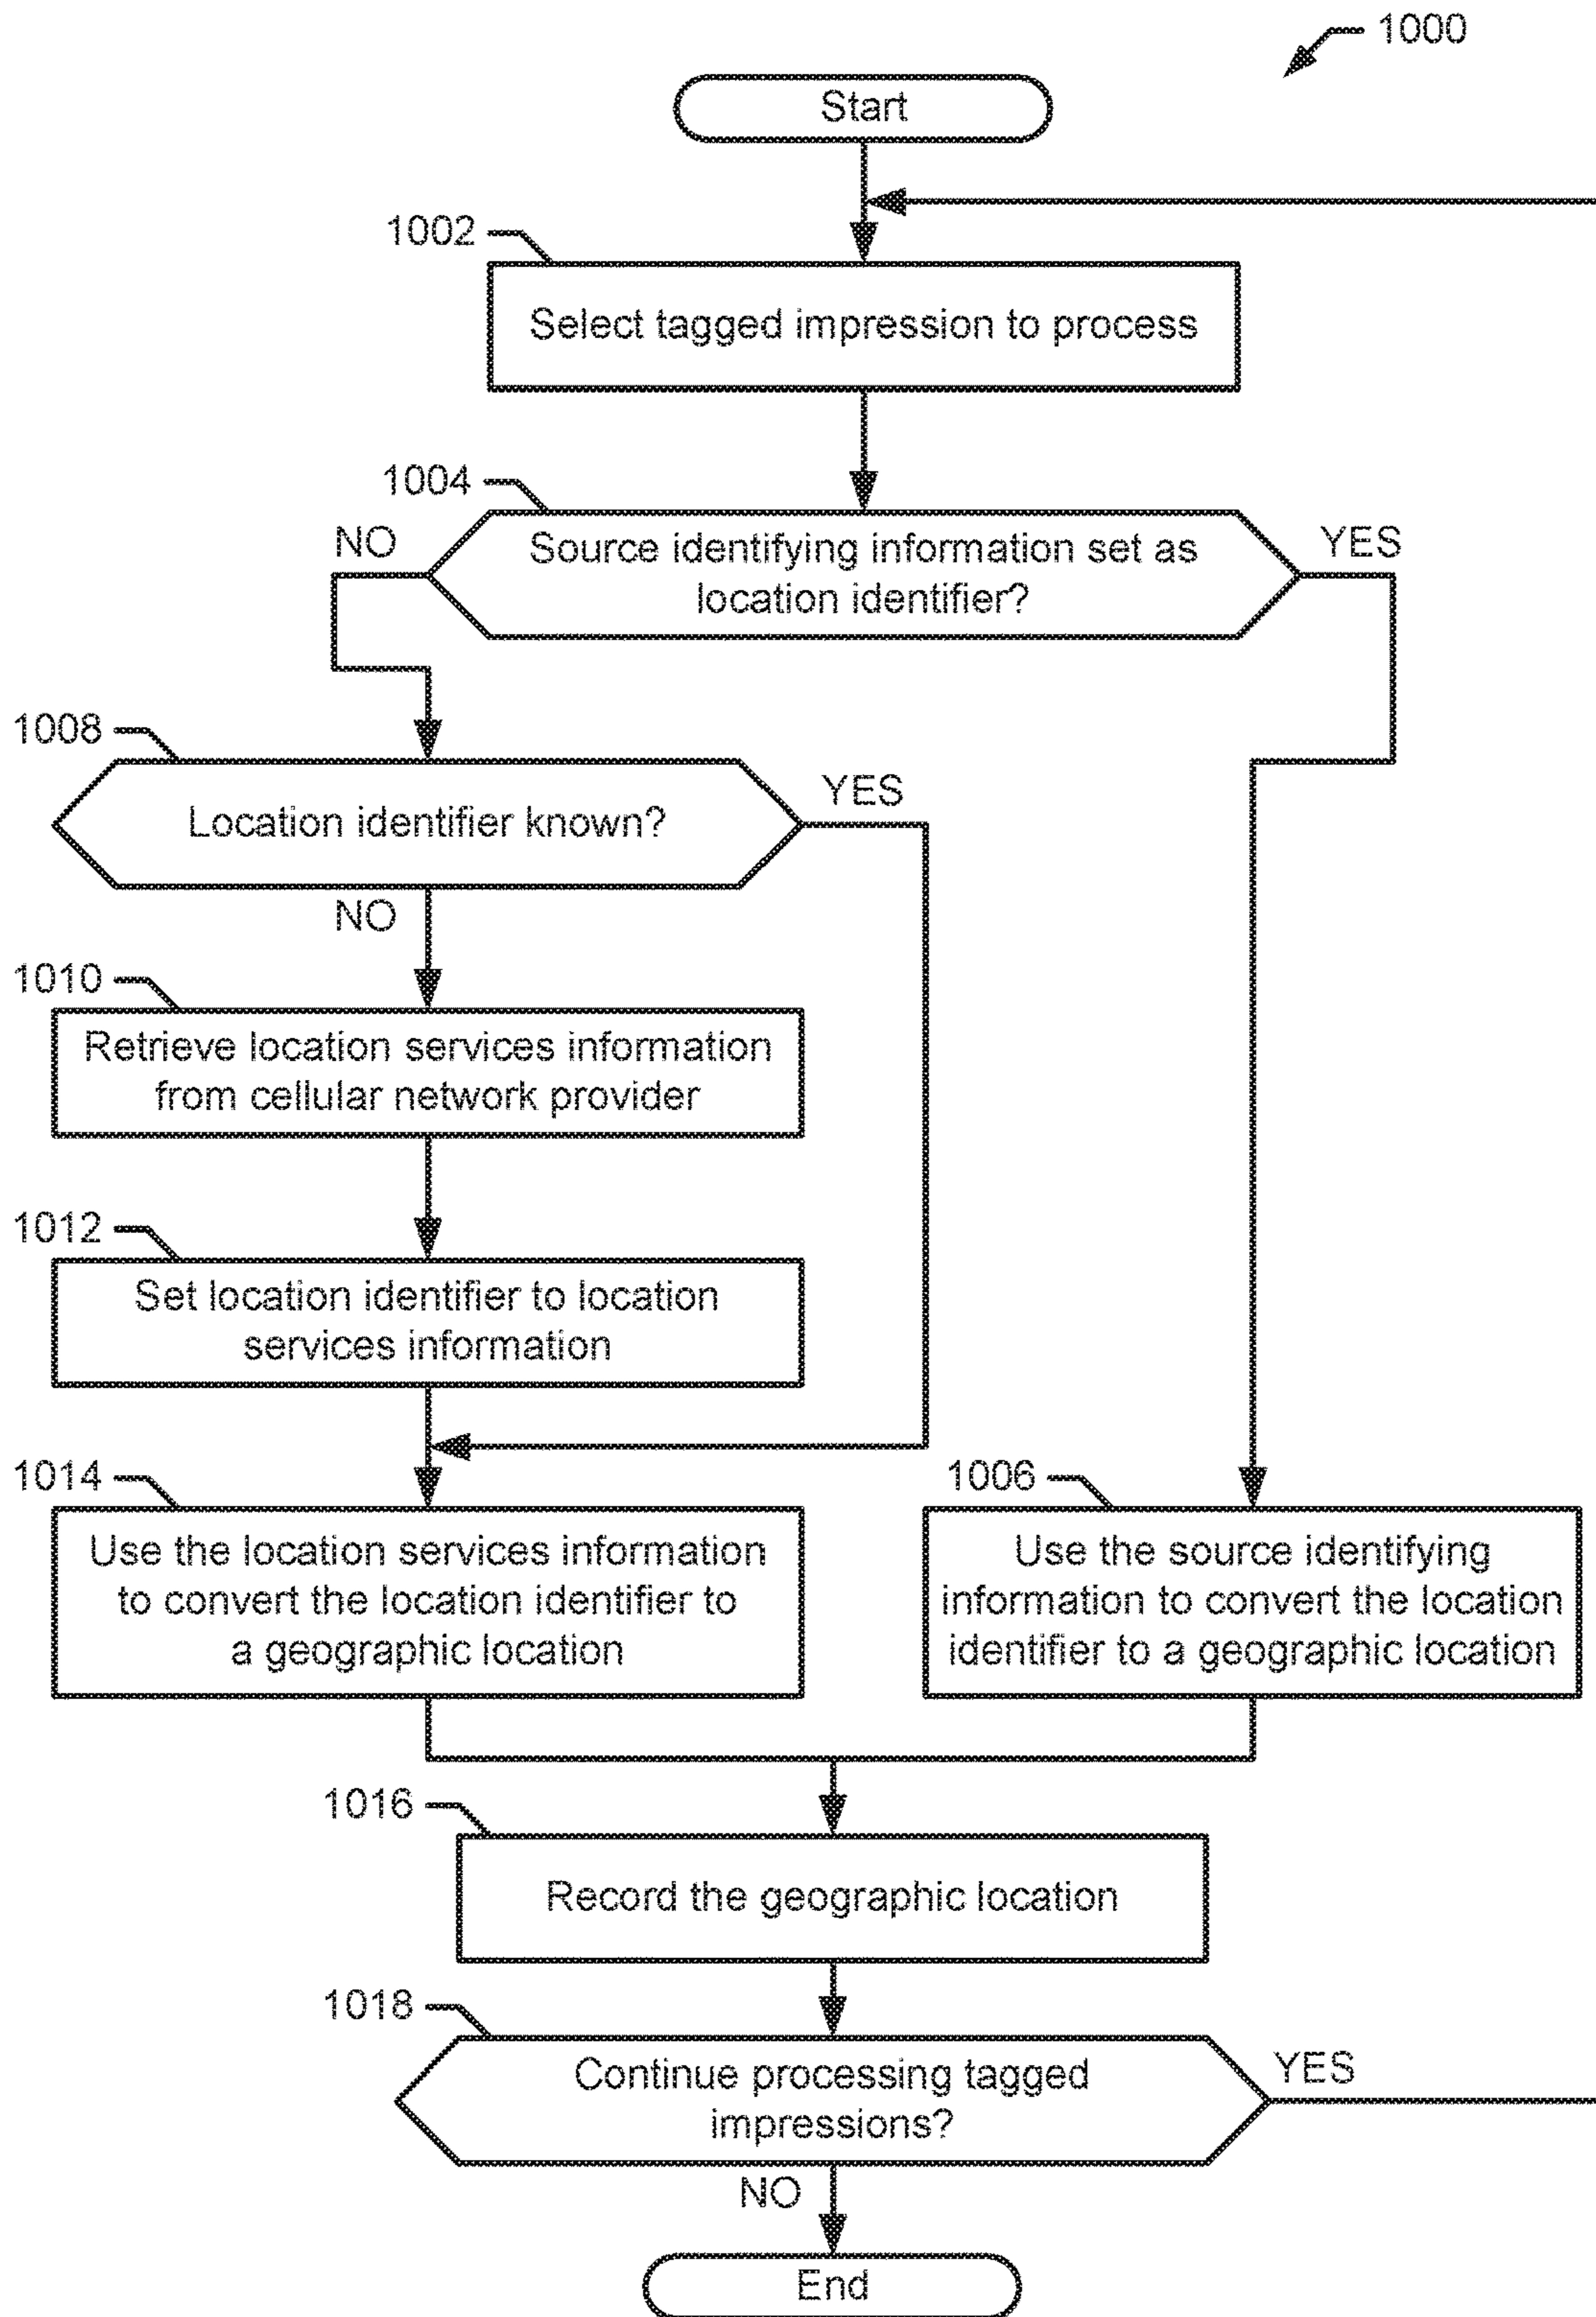 1000
Start
1002
Select tagged impression to process
1004
NO
Source identifying information set as
location identifier?
YES
1008
Location identifier known?
YES
NO
1010
Retrieve location services information
from cellular network provider
1012
Set location identifier to location
services information
1014
Use the location services information
to convert the location identifier to
a geographic location
1006
Use the source identifying
information to convert the location
identifier to a geographic location
1016
Record the geographic location
1018
Continue processing tagged
impressions?
YES
NO
End